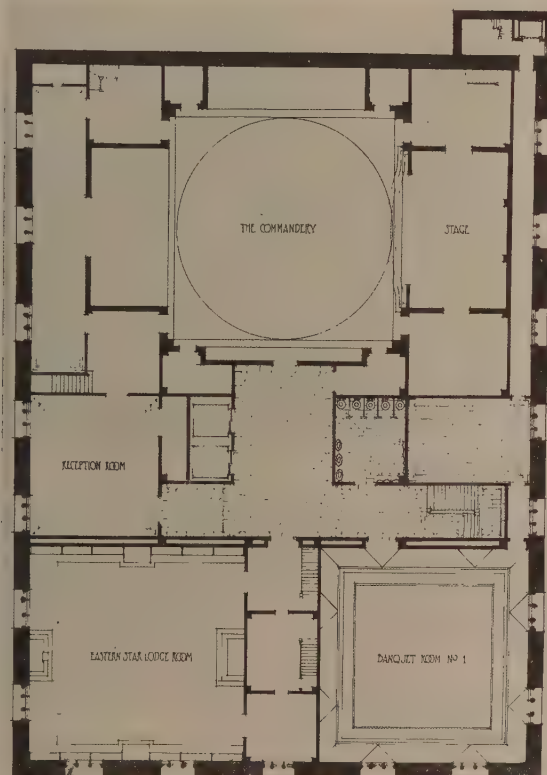 THE COMMANDERY
STAGE
RECEPTION ROOM
EASTERN STAR LODGE ROOM
BANQUET ROOM Nº 1